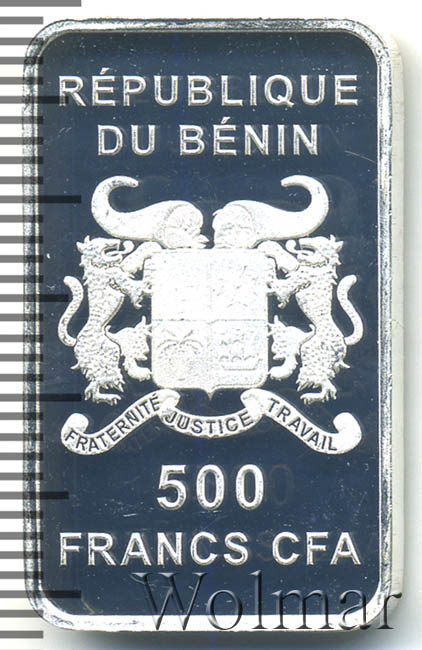 RÉPUBLIQUE
DU BÉNIN
FRATERNITÉ JUSTICE TRAVAIL
500
FRANCS CFA
Wolmar